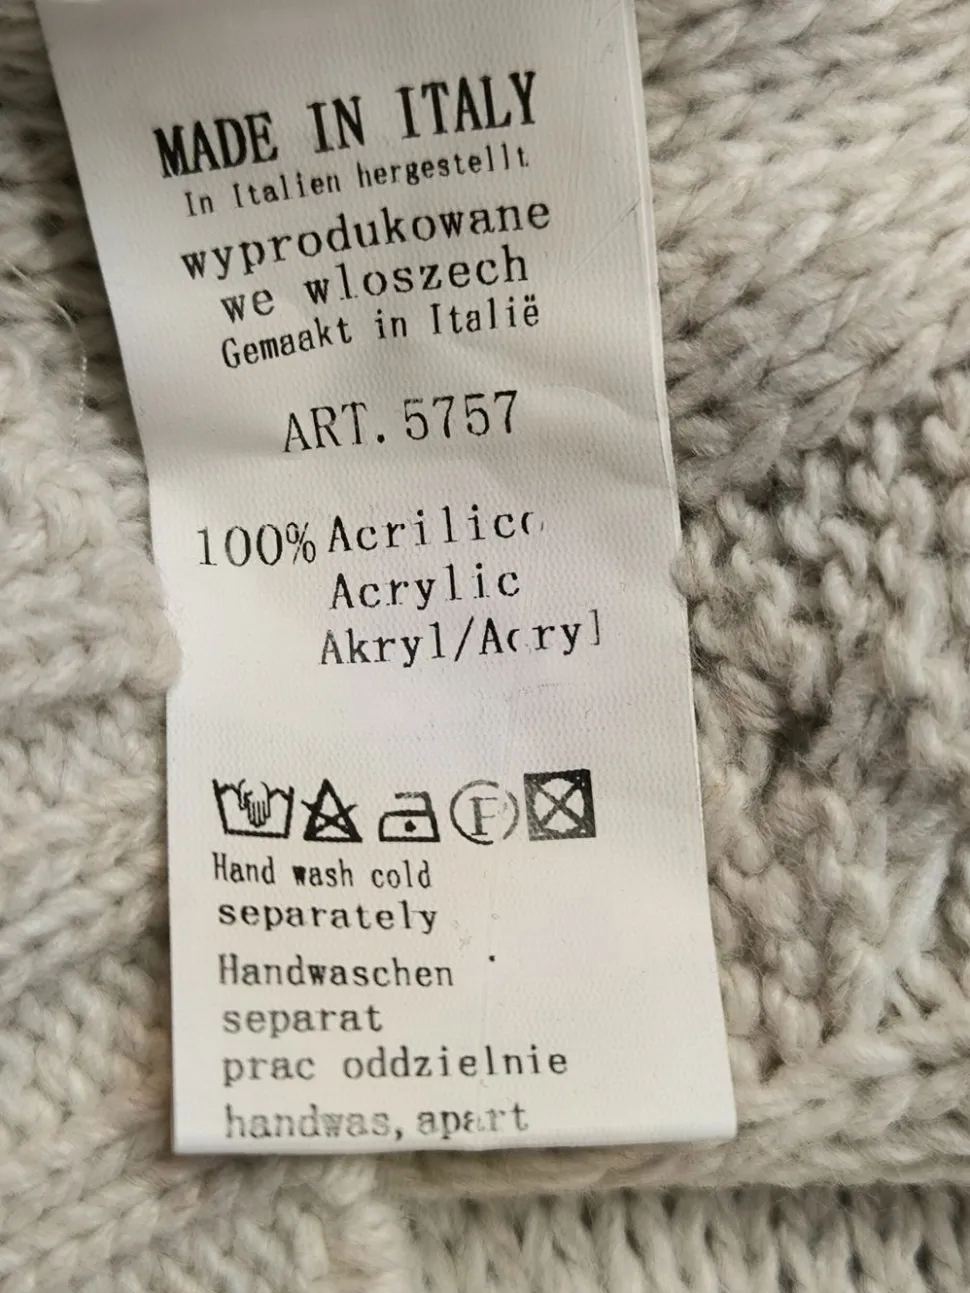 MADE IN ITALY
In Italien hergestellt
wyprodukowane
we wloszech
Gemaakt in Italië
ART. 5757
100% Acrilico
Acrylic
Akryl/Acryl
F
Hand wash cold
separately
Handwaschen
separat
prac oddzielnie
handwas, apart